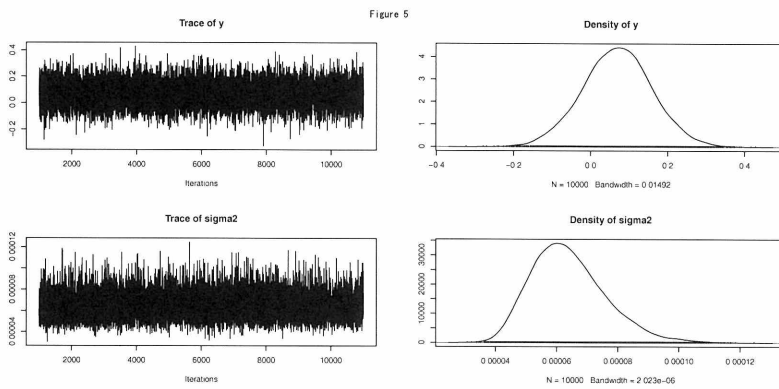 Figure 5
Trace of y
0.4
0.2
0.0
-0.2
2000 4000 6000 8000 10000
Iterations
Density of y
4
3
2
1
0
-0 4 -0.2 0 0 0 2 0 4
N = 10000 Bandwidth = 0 01492
Trace of sigma2
0.00012
0.00008
0.00004
2000 4000 6000 8000 10000
Iterations
Density of sigma2
30000
20000
10000
0
0 00004 0 00006 0 00008 0 00010 0 00012
N = 10000 Bandwidth = 2 023e-06